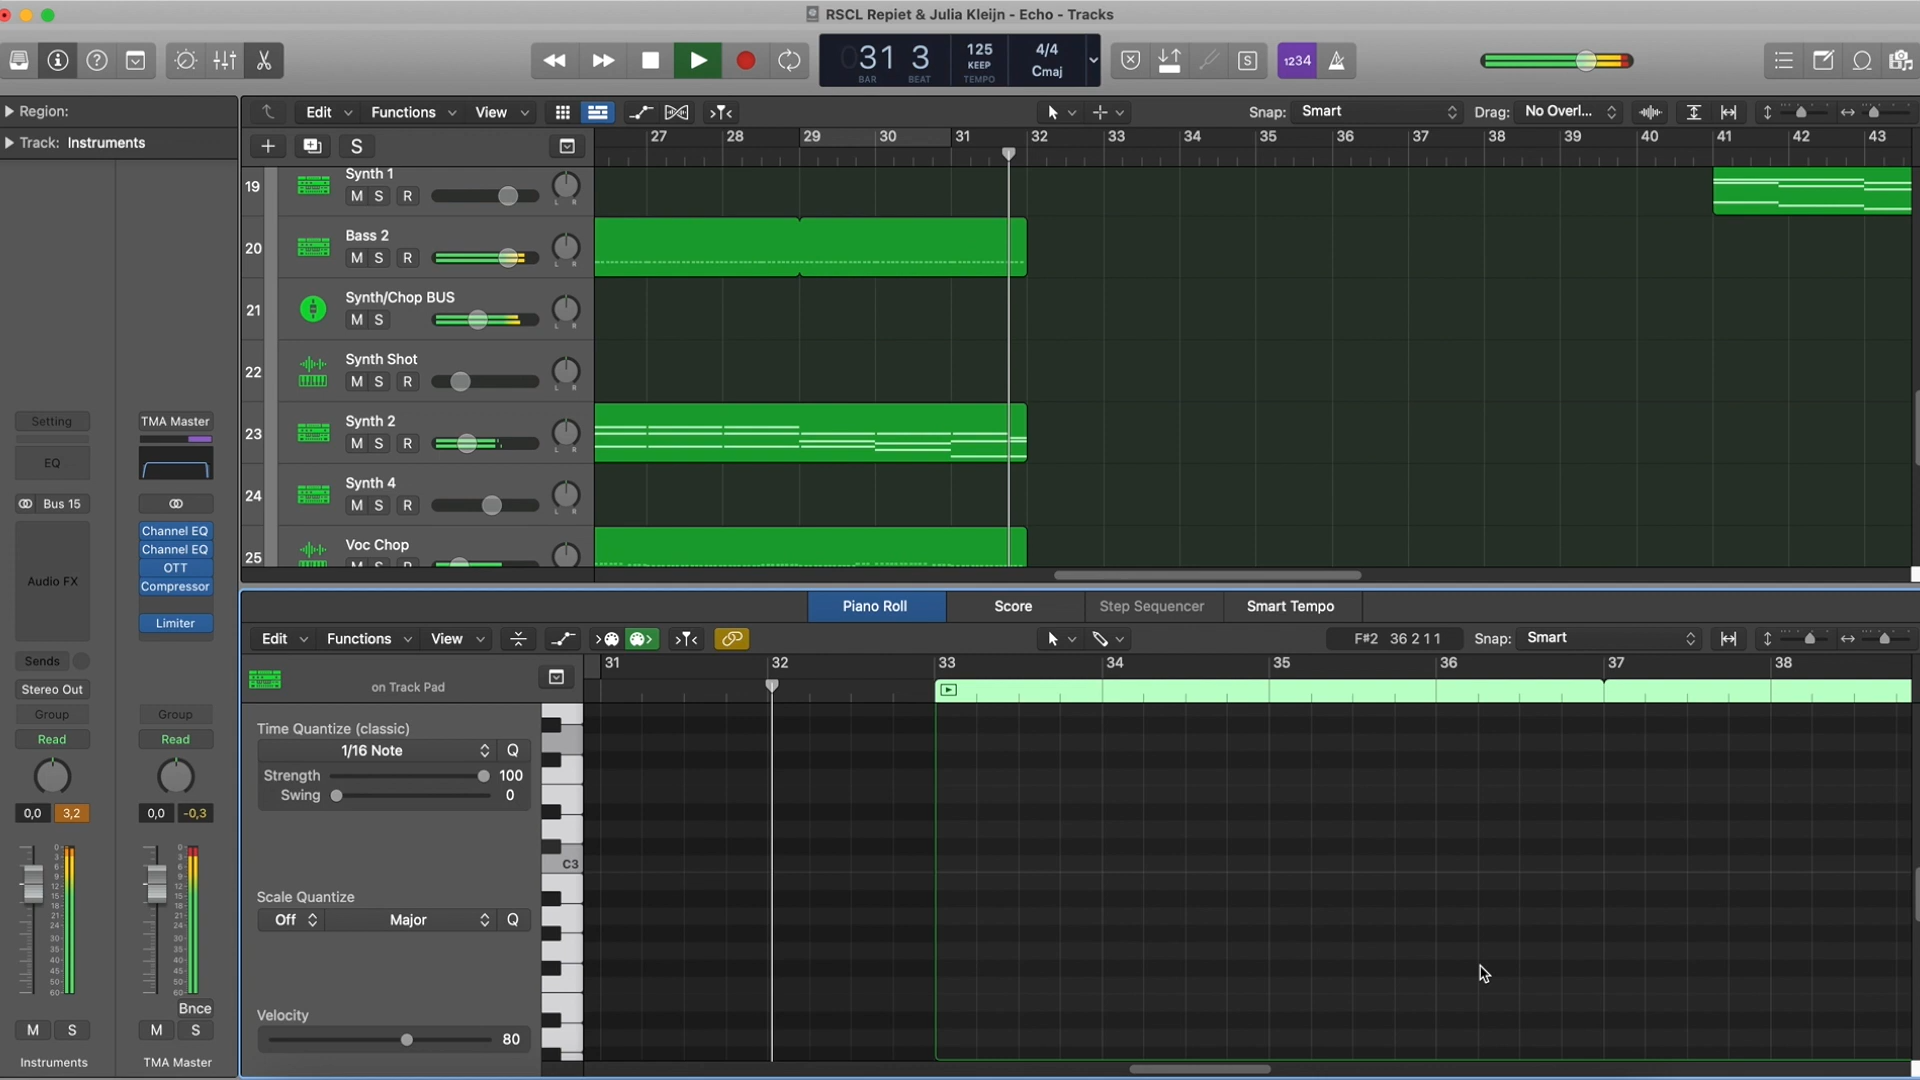 RSCL Repiet & Julia Kleijn - Echo - Tracks
31 3
BAR BEAT
125
KEEP
TEMPO
4/4
Cmaj
S
1234
Region:
Track: Instruments
Edit Functions View
Snap: Smart
Drag: No Overl...
S
27 28 29 30 31 32 33 34 35 36 37 38 39 40 41 42 43
19
Synth 1
M S R
L R
20
Bass 2
M S R
L R
21
Synth/Chop BUS
M S
L R
22
Synth Shot
M S R
L R
23
Synth 2
M S R
L R
24
Synth 4
M S R
L R
25
Voc Chop
M S R
Setting
TMA Master
EQ
Bus 15
Channel EQ
Channel EQ
OTT
Compressor
Audio FX
Limiter
Sends
Stereo Out
Group Group
Read Read
0,0 3,2 0,0 -0,3
Bnce
M S M S
Instruments TMA Master
Piano Roll Score Step Sequencer Smart Tempo
Edit Functions View
F#2 36 2 1 1
Snap: Smart
31 32 33 34 35 36 37 38
on Track Pad
Time Quantize (classic)
1/16 Note Q
Strength 100
Swing 0
C3
Scale Quantize
Off Major Q
Velocity
80